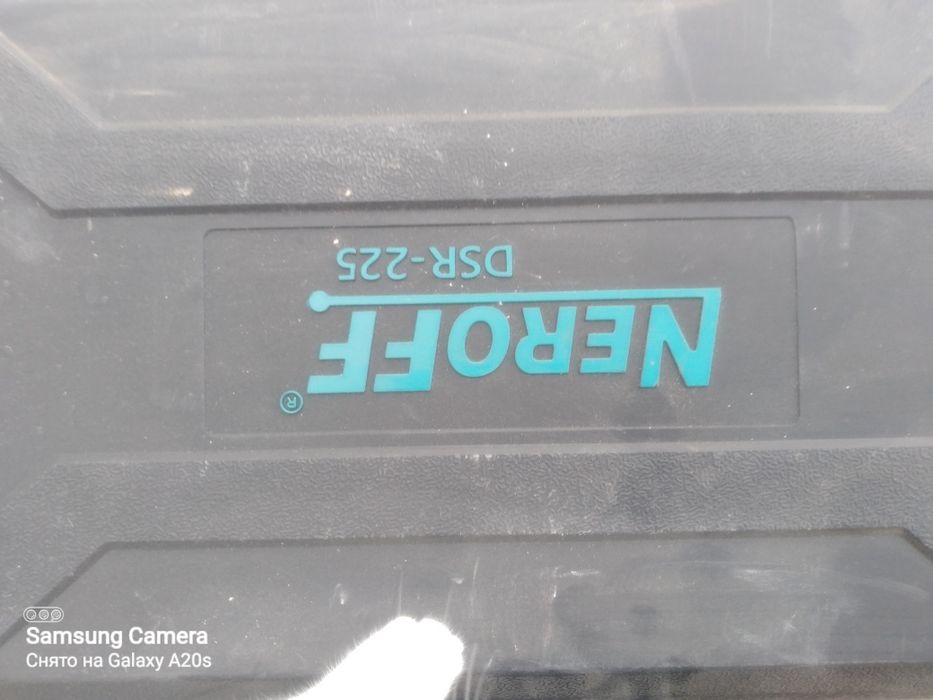 NEROFF®
DSR-225
Samsung Camera
Снято на Galaxy A20s